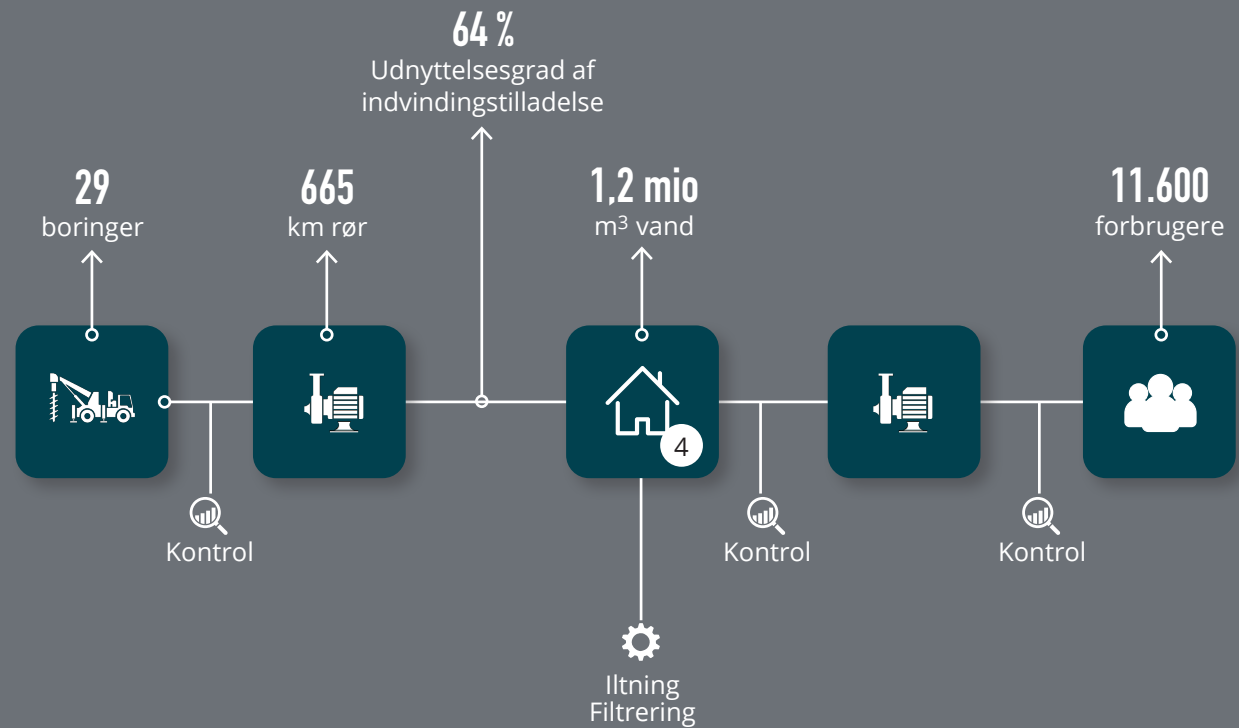 64 %
Udnyttelsesgrad af
indvindingstilladelse
29
boringer
665
km rør
1,2 mio
m³ vand
11.600
forbrugere
4
Kontrol
Kontrol
Kontrol
Iltning
Filtrering